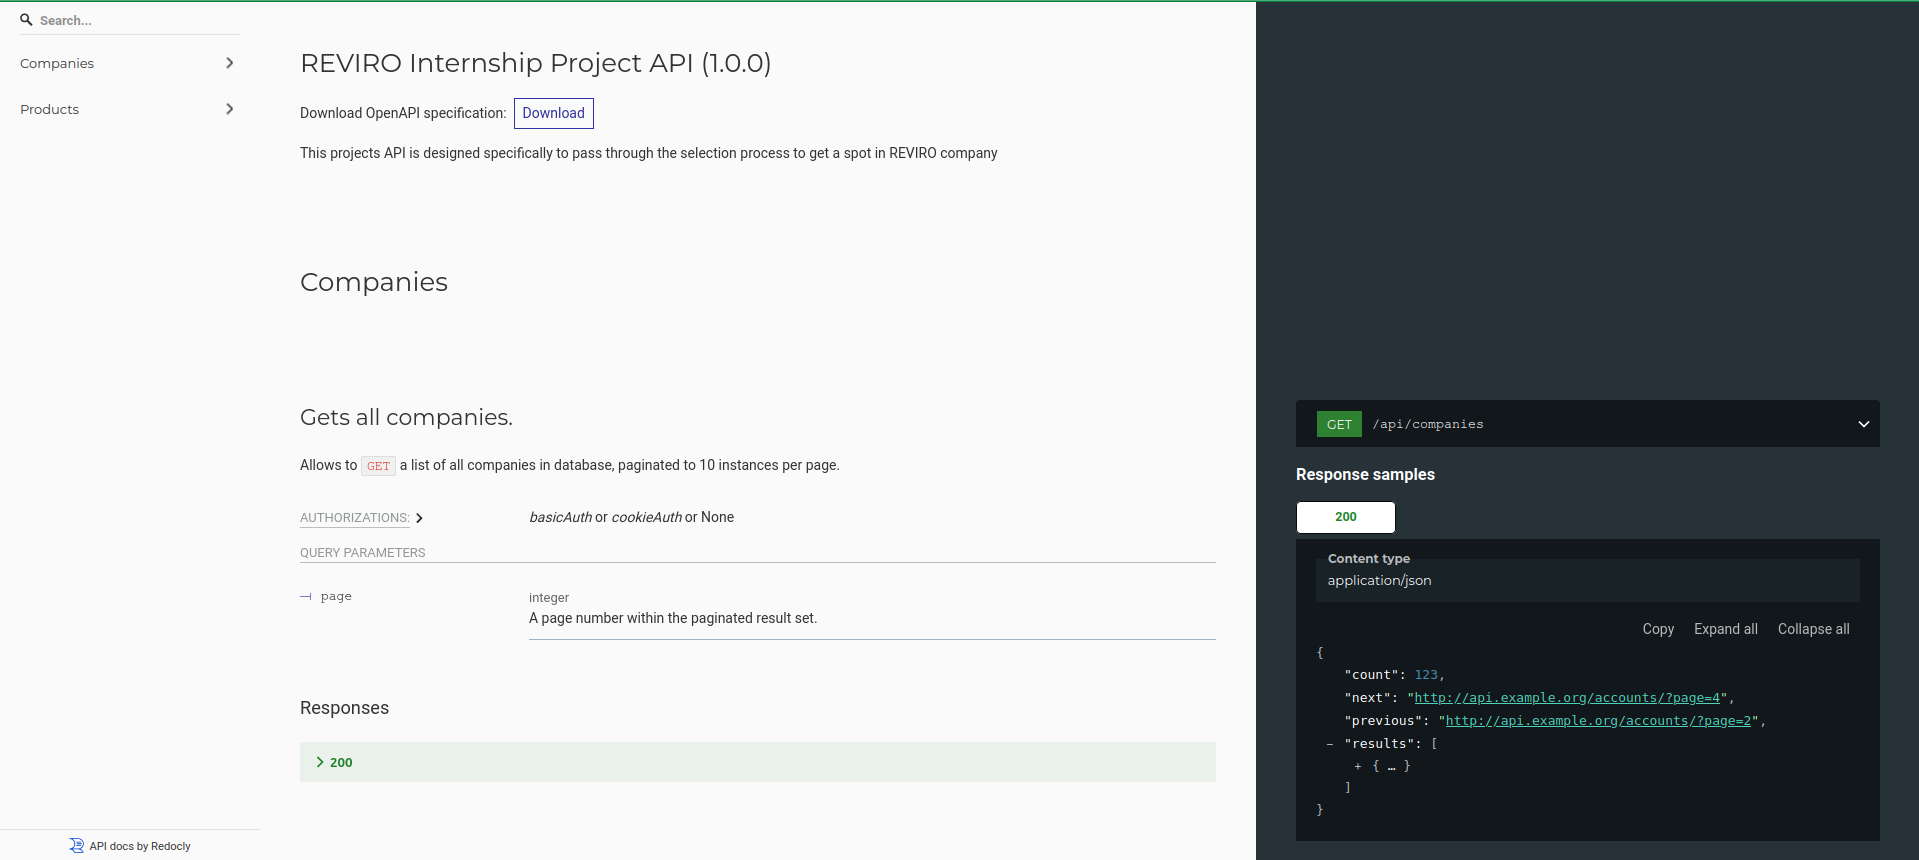 Search...
Companies
Products
API docs by Redocly
REVIRO Internship Project API (1.0.0)
Download OpenAPI specification: Download
This projects API is designed specifically to pass through the selection process to get a spot in REVIRO company
Companies
Gets all companies.
Allows to GET a list of all companies in database, paginated to 10 instances per page.
AUTHORIZATIONS: basicAuth or cookieAuth or None
QUERY PARAMETERS
page
integer
A page number within the paginated result set.
Responses
200
GET /api/companies
Response samples
200
Content type
application/json
Copy Expand all Collapse all
{
"count": 123,
"next": "http://api.example.org/accounts/?page=4",
"previous": "http://api.example.org/accounts/?page=2",
− "results": [
+ { … }
]
}